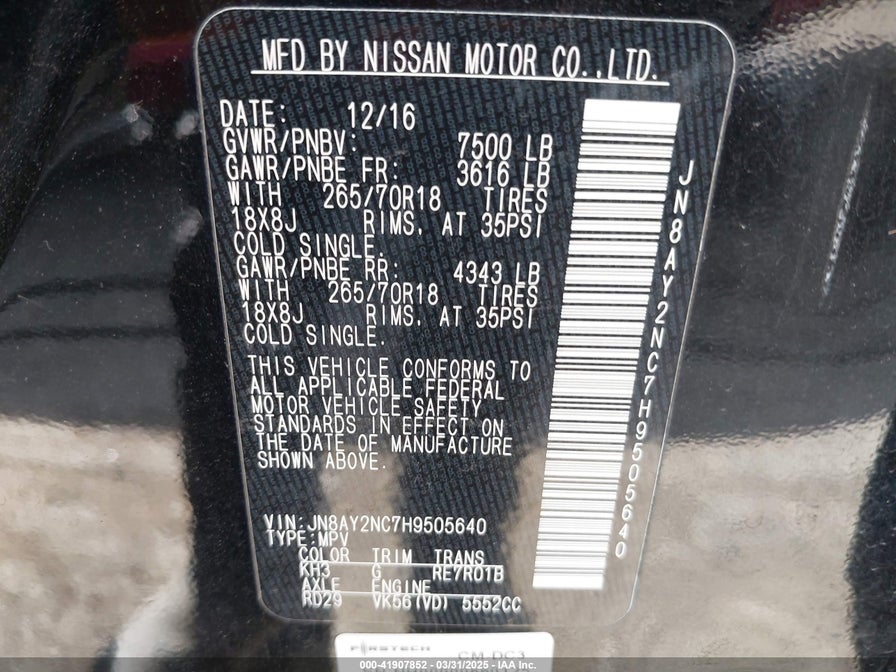 MFD BY NISSAN MOTOR CO.,LTD.
DATE: 12/16
GVWR/PNBV: 7500 LB
GAWR/PNBE FR: 3616 LB
WITH 265/70R18 TIRES
18X8J RIMS. AT 35PSI
COLD SINGLE.
GAWR/PNBE RR: 4343 LB
WITH 265/70R18 TIRES
18X8J RIMS. AT 35PSI
COLD SINGLE.
THIS VEHICLE CONFORMS TO
ALL APPLICABLE FEDERAL
MOTOR VEHICLE SAFETY
STANDARDS IN EFFECT ON
THE DATE OF MANUFACTURE
SHOWN ABOVE.
VIN:JN8AY2NC7H9505640
TYPE:MPV
COLOR TRIM TRANS
KH3 G RE7R01B
AXLE ENGINE
RD29 VK56(VD) 5552CC
JN8AY2NC7H9505640
FIRSTECH CM DC3
000-41907852 - 03/31/2025 - IAA Inc.